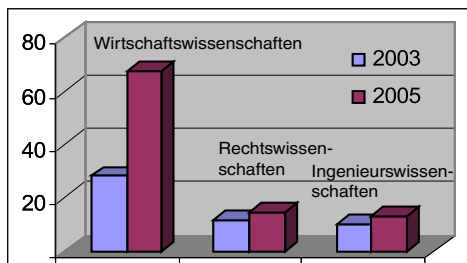 80
Wirtschaftswissenschaften
2003
60
2005
40
Rechtswissen-
schaften
Ingenieurswissen-
schaften
20